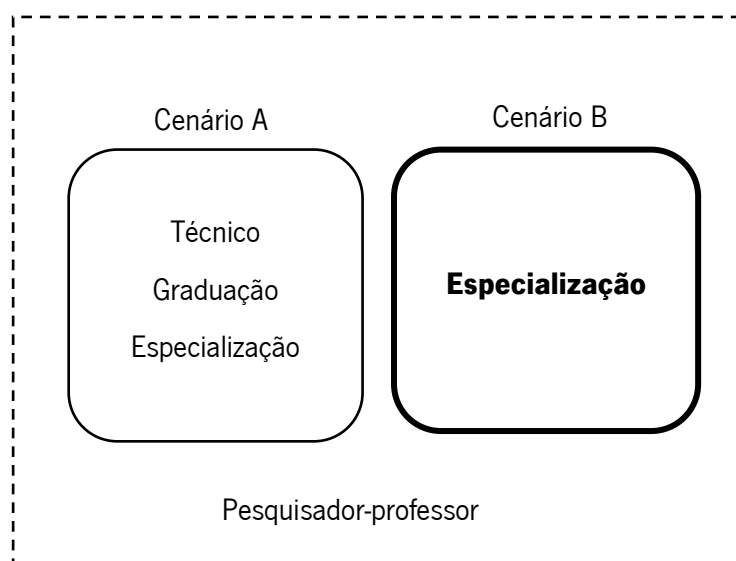 Cenário A
Cenário B
Técnico
Graduação
Especialização
Especialização
Pesquisador-professor